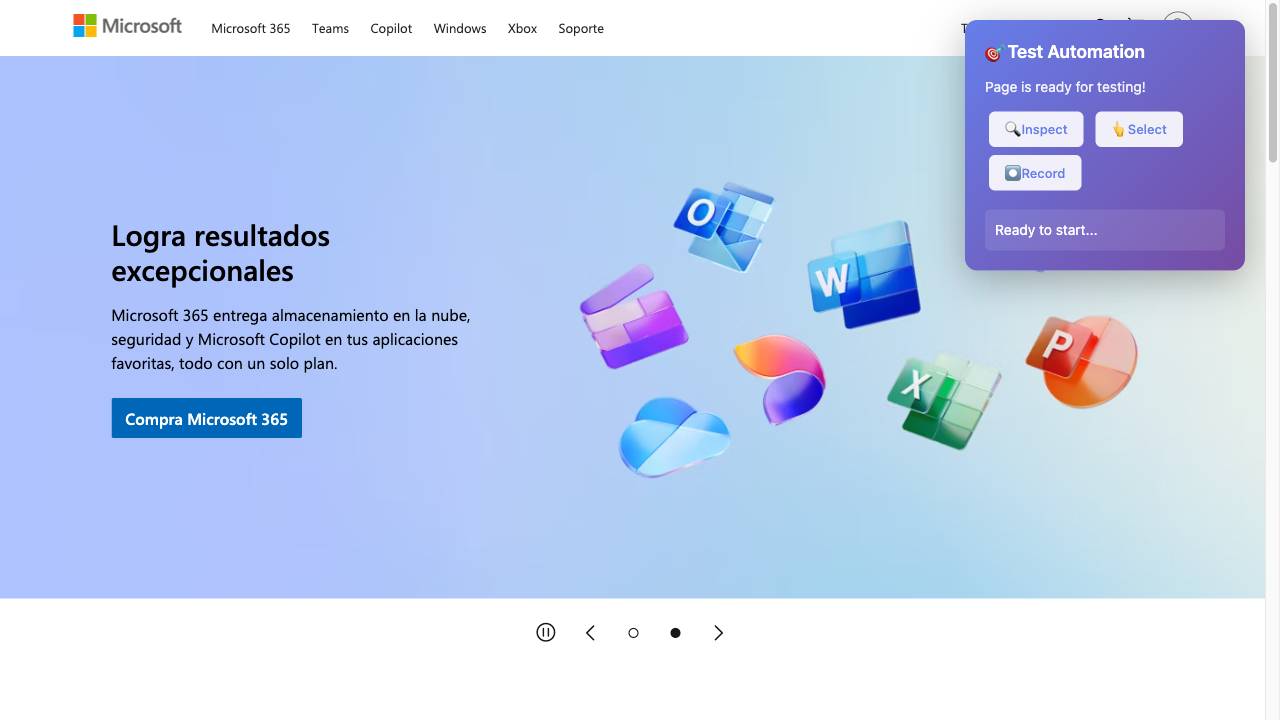 Microsoft
Microsoft 365
Teams
Copilot
Windows
Xbox
Soporte
Test Automation
Page is ready for testing!
Inspect
Select
Record
Ready to start...
Logra resultados
excepcionales
Microsoft 365 entrega almacenamiento en la nube,
seguridad y Microsoft Copilot en tus aplicaciones
favoritas, todo con un solo plan.
Compra Microsoft 365
O
W
X
P